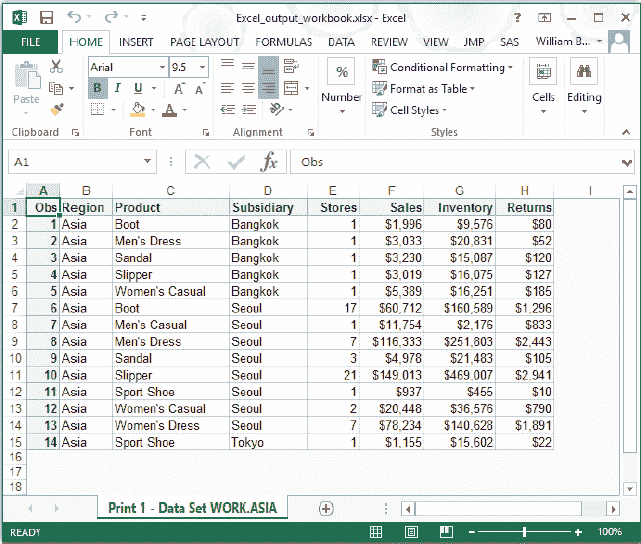 Excel_output_workbook.xlsx - Excel
FILE HOME INSERT PAGE LAYOUT FORMULAS DATA REVIEW VIEW JMP SAS William B...
Paste Arial 9.5 B I U A A A % Number Conditional Formatting Cells Editing
Format as Table
Cell Styles
Clipboard Font Alignment Styles
A1 fx Obs
A B C D E F G H I
1 Obs Region Product Subsidiary Stores Sales Inventory Returns
2 1 Asia Boot Bangkok 1 $1,996 $9,576 $80
3 2 Asia Men's Dress Bangkok 1 $3,033 $20,831 $52
4 3 Asia Sandal Bangkok 1 $3,230 $15,087 $120
5 4 Asia Slipper Bangkok 1 $3,019 $16,075 $127
6 5 Asia Women's Casual Bangkok 1 $5,389 $16,251 $185
7 6 Asia Boot Seoul 17 $60,712 $160,589 $1,296
8 7 Asia Men's Casual Seoul 1 $11,754 $2,176 $833
9 8 Asia Men's Dress Seoul 7 $116,333 $251,803 $2,443
10 9 Asia Sandal Seoul 3 $4,978 $21,483 $105
11 10 Asia Slipper Seoul 21 $149,013 $469,007 $2,941
12 11 Asia Sport Shoe Seoul 1 $937 $455 $10
13 12 Asia Women's Casual Seoul 2 $20,448 $36,576 $790
14 13 Asia Women's Dress Seoul 7 $78,234 $140,628 $1,891
15 14 Asia Sport Shoe Tokyo 1 $1,155 $15,602 $22
16
17
18
Print 1 - Data Set WORK.ASIA
READY 100%